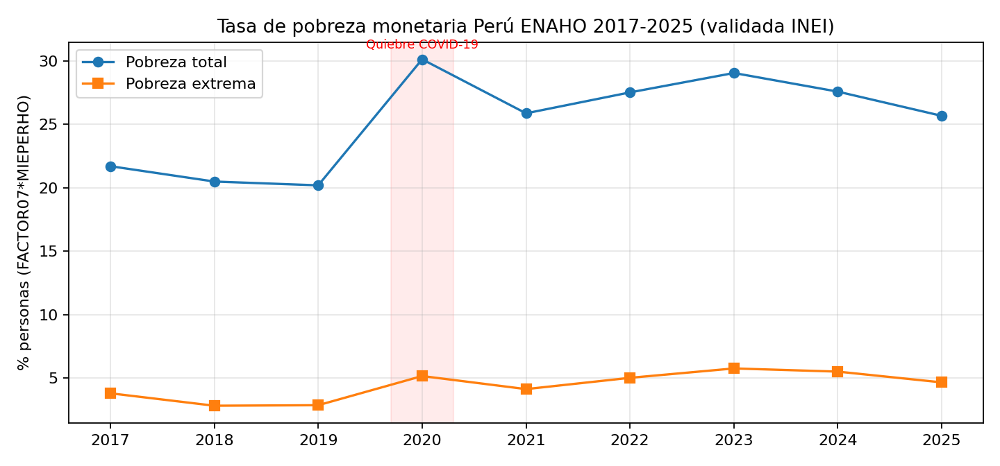 Tasa de pobreza monetaria Perú ENAHO 2017-2025 (validada INEI)
Quiebre COVID-19
Pobreza total
Pobreza extrema
% personas (FACTOR07*MIEPERHO)
30
25
20
15
10
5
2017 2018 2019 2020 2021 2022 2023 2024 2025